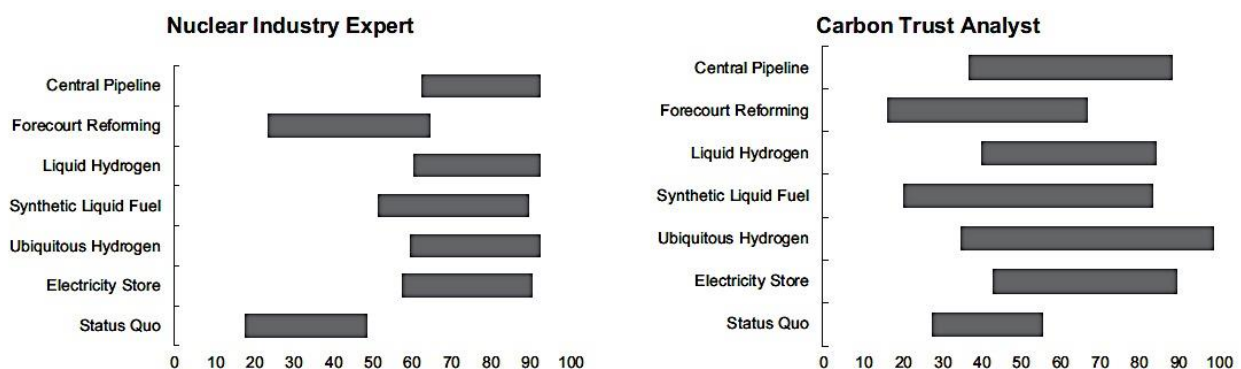 Nuclear Industry Expert
Central Pipeline
Forecourt Reforming
Liquid Hydrogen
Synthetic Liquid Fuel
Ubiquitous Hydrogen
Electricity Store
Status Quo
0 10 20 30 40 50 60 70 80 90 100
Carbon Trust Analyst
Central Pipeline
Forecourt Reforming
Liquid Hydrogen
Synthetic Liquid Fuel
Ubiquitous Hydrogen
Electricity Store
Status Quo
0 10 20 30 40 50 60 70 80 90 100